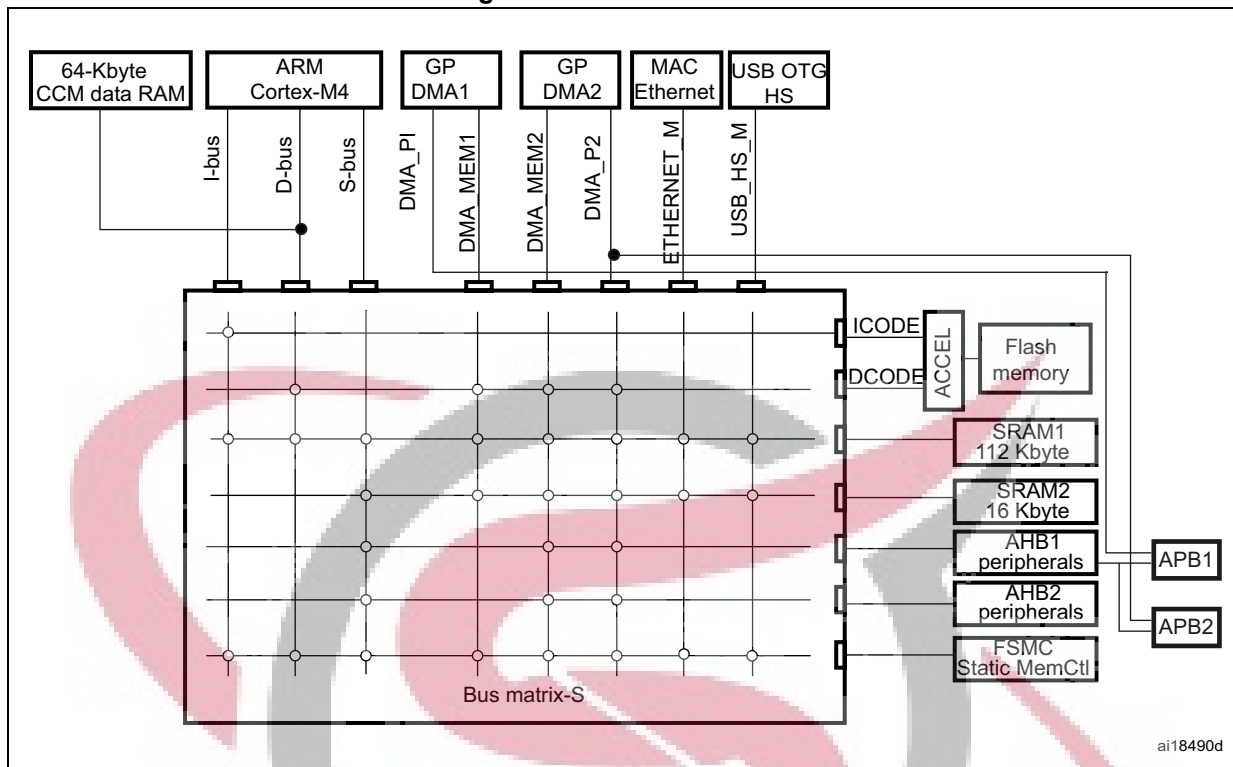 64-Kbyte
CCM data RAM
ARM
Cortex-M4
GP
DMA1
GP
DMA2
MAC
Ethernet
USB OTG
HS
I-bus
D-bus
S-bus
DMA_PI
DMA_MEM1
DMA_MEM2
DMA_P2
ETHERNET_M
USB_HS_M
ICODE
DCODE
ACCEL
Flash
memory
SRAM1
112 Kbyte
SRAM2
16 Kbyte
AHB1
peripherals
AHB2
peripherals
FSMC
Static MemCtl
APB1
APB2
Bus matrix-S
ai18490d